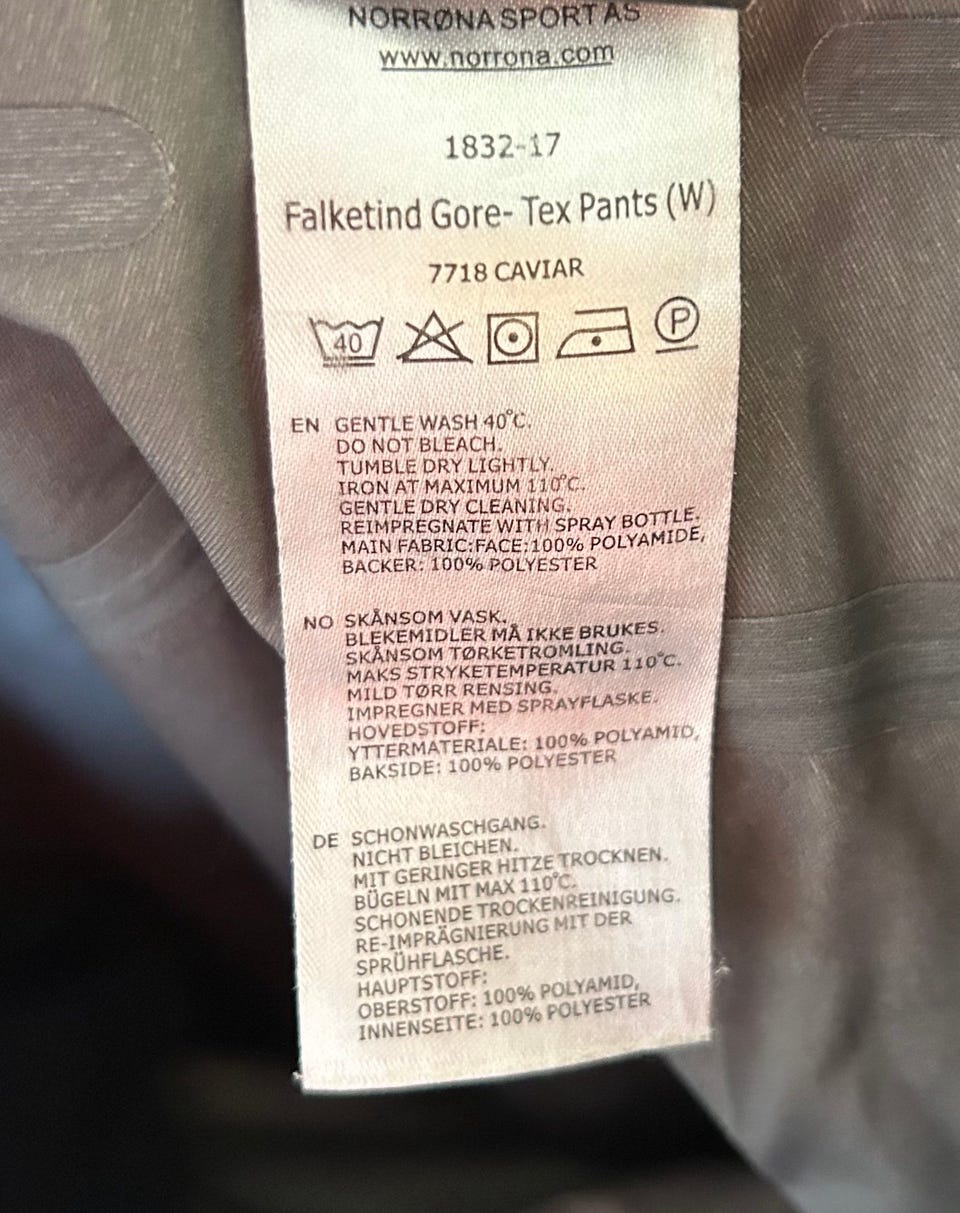 NORRØNA SPORT AS
www.norrona.com
1832-17
Falketind Gore- Tex Pants (W)
7718 CAVIAR
40 P
EN GENTLE WASH 40°C.
DO NOT BLEACH.
TUMBLE DRY LIGHTLY.
IRON AT MAXIMUM 110°C.
GENTLE DRY CLEANING.
REIMPREGNATE WITH SPRAY BOTTLE.
MAIN FABRIC:FACE:100% POLYAMIDE,
BACKER: 100% POLYESTER
NO SKÅNSOM VASK.
BLEKEMIDLER MÅ IKKE BRUKES.
SKÅNSOM TØRKETROMLING.
MAKS STRYKETEMPERATUR 110°C.
MILD TØRR RENSING.
IMPREGNER MED SPRAYFLASKE.
HOVEDSTOFF:
YTTERMATERIALE: 100% POLYAMID,
BAKSIDE: 100% POLYESTER
DE SCHONWASCHGANG.
NICHT BLEICHEN.
MIT GERINGER HITZE TROCKNEN.
BÜGELN MIT MAX 110°C.
SCHONENDE TROCKENREINIGUNG.
RE-IMPRÄGNIERUNG MIT DER
SPRÜHFLASCHE.
HAUPTSTOFF:
OBERSTOFF: 100% POLYAMID,
INNENSEITE: 100% POLYESTER